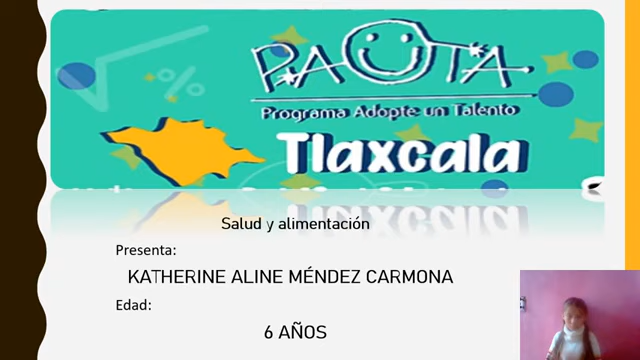 PAUTA
Programa Adopte un Talento
Tlaxcala
Salud y alimentación
Presenta:
KATHERINE ALINE MÉNDEZ CARMONA
Edad:
6 AÑOS